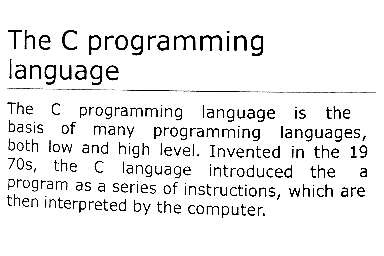 The C programming
language
The C programming language is the
basis of many programming languages,
both low and high level. Invented in the 19
70s, the C language introduced the a
program as a series of instructions, which are
then interpreted by the computer.